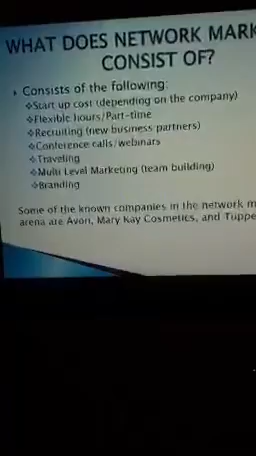 WHAT DOES NETWORK MARK
CONSIST OF?
Consists of the following:
Start up cost (depending on the company)
Flexible hours/Part-time
Recruiting (new business partners)
Conference calls/webinars
Traveling
Multi Level Marketing (team building)
Branding
Some of the known companies in the network m
arena are Avon, Mary Kay Cosmetics, and Tuppe